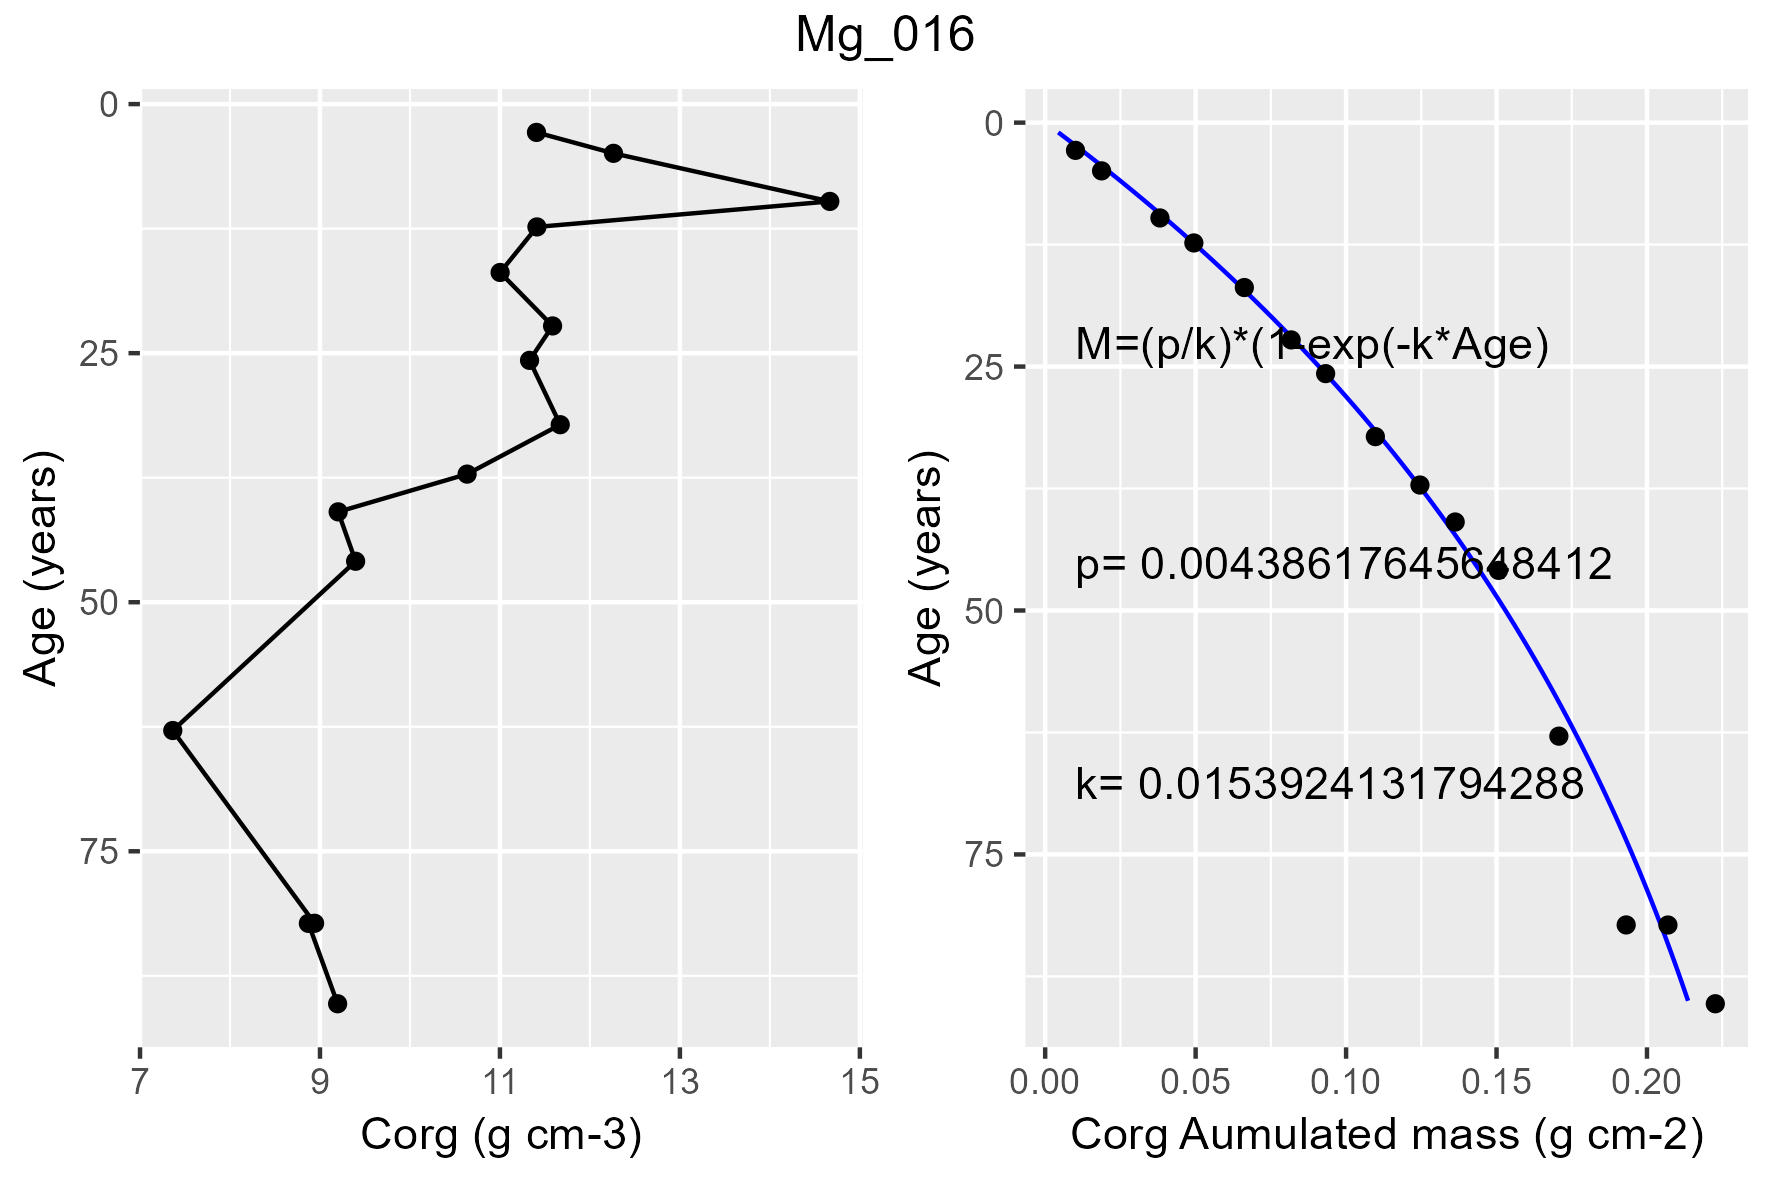 Mg_016
0
25
50
75
Age (years)
7 9 11 13 15
Corg (g cm-3)
0
25
50
75
Age (years)
M=(p/k)*(1-exp(-k*Age)
p= 0.00438617645648412
k= 0.0153924131794288
0.00 0.05 0.10 0.15 0.20
Corg Aumulated mass (g cm-2)